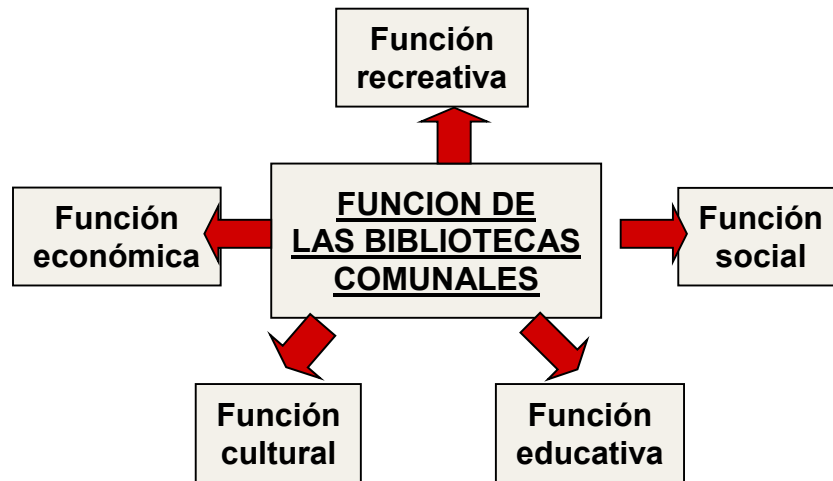 Función
recreativa
Función
económica
FUNCION DE
LAS BIBLIOTECAS
COMUNALES
Función
social
Función
cultural
Función
educativa